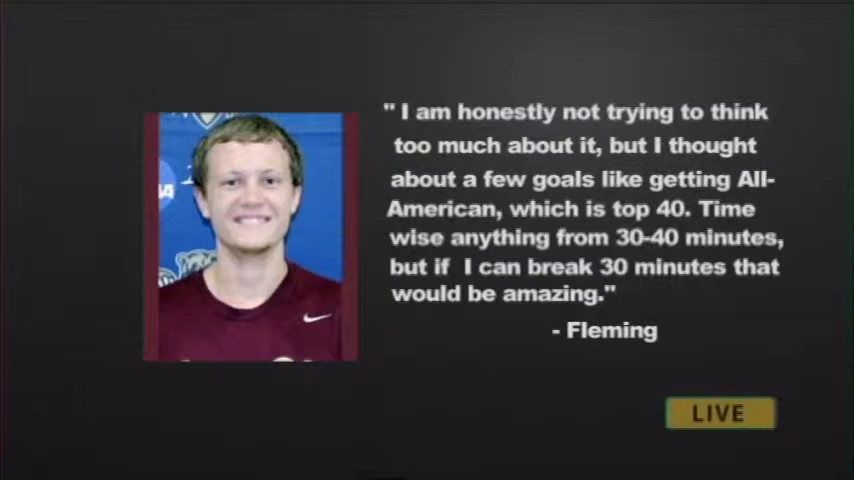 " I am honestly not trying to think
too much about it, but I thought
about a few goals like getting All-
American, which is top 40. Time
wise anything from 30-40 minutes,
but if I can break 30 minutes that
would be amazing."
- Fleming
LIVE